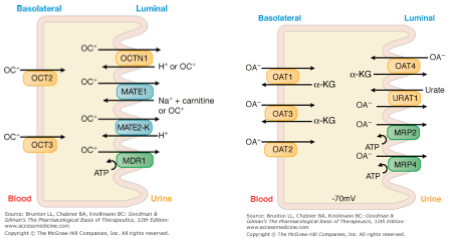 Basolateral
Luminal
OC⁺
OCTN1
H⁺ or OC⁺
OC⁺
OCT2
OC⁺
MATE1
Na⁺ + carnitine
or OC⁺
OC⁺
MATE2-K
H⁺
OC⁺
OCT3
OC⁺
MDR1
ATP
Blood
Urine
Source: Brunton LL, Chabner BA, Knollmann BC: Goodman &
Gilman's The Pharmacological Basis of Therapeutics, 12th Edition:
www.accessmedicine.com
Copyright © The McGraw-Hill Companies, Inc. All rights reserved.
Basolateral
Luminal
OA⁻
OAT4
α-KG
OA⁻
OAT1
α-KG
Urate
URAT1
OA⁻
OA⁻
OAT3
α-KG
OA⁻
MRP2
ATP
OA⁻
OAT2
OA⁻
MRP4
ATP
-70mV
Blood
Urine
Source: Brunton LL, Chabner BA, Knollmann BC: Goodman &
Gilman's The Pharmacological Basis of Therapeutics, 12th Edition:
www.accessmedicine.com
Copyright © The McGraw-Hill Companies, Inc. All rights reserved.